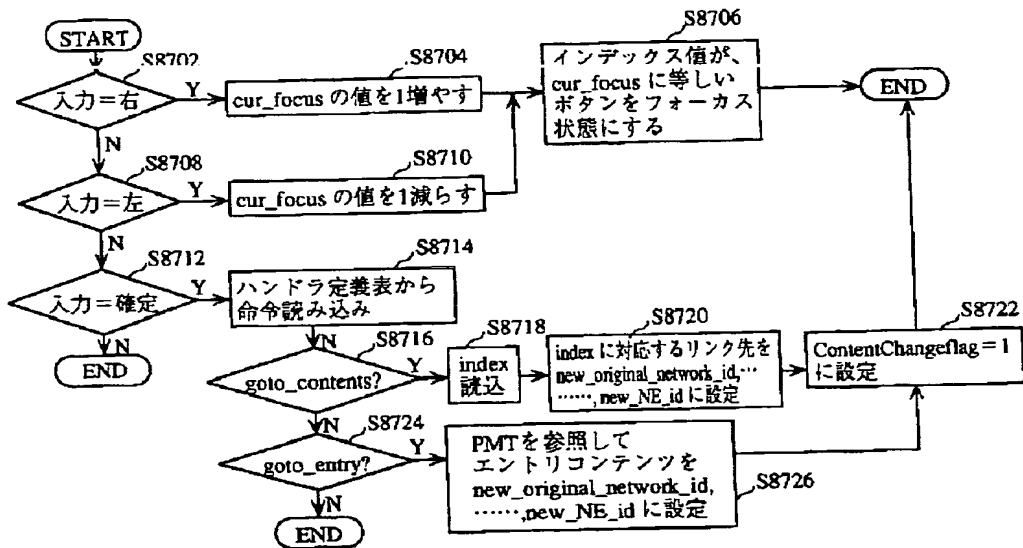 START
S8702
入力=右
Y
S8704
cur_focus の値を1増やす
S8706
インデックス値が、
cur_focus に等しい
ボタンをフォーカス
状態にする
END
N
S8708
入力=左
Y
S8710
cur_focus の値を1減らす
N
S8712
入力=確定
Y
S8714
ハンドラ定義表から
命令読み込み
N
END
N
S8716
goto_contents?
Y
S8718
index
読込
S8720
index に対応するリンク先を
new_original_network_id,…
……, new_NE_id に設定
S8722
ContentChangeflag=1
に設定
N
S8724
goto_entry?
Y
PMTを参照して
エントリコンテンツを
new_original_network_id,
……,new_NE_id に設定
S8726
N
END